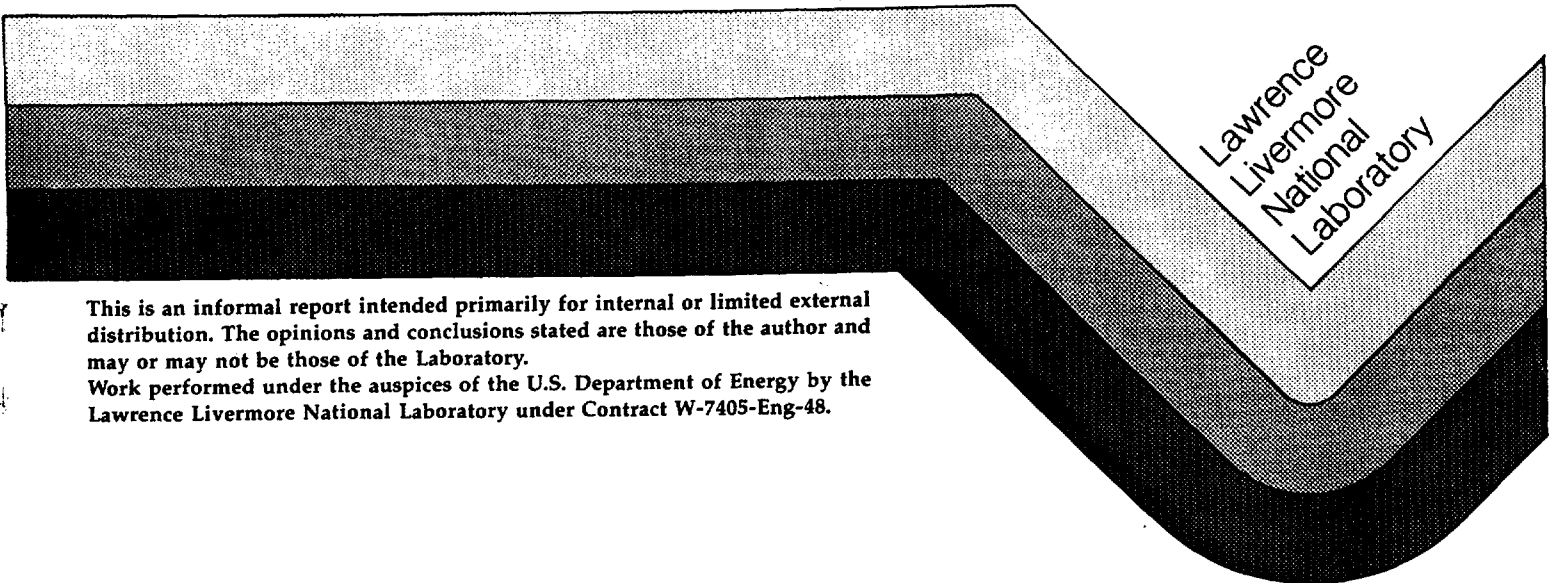 Lawrence
Livermore
National
Laboratory
This is an informal report intended primarily for internal or limited external
distribution. The opinions and conclusions stated are those of the author and
may or may not be those of the Laboratory.
Work performed under the auspices of the U.S. Department of Energy by the
Lawrence Livermore National Laboratory under Contract W-7405-Eng-48.